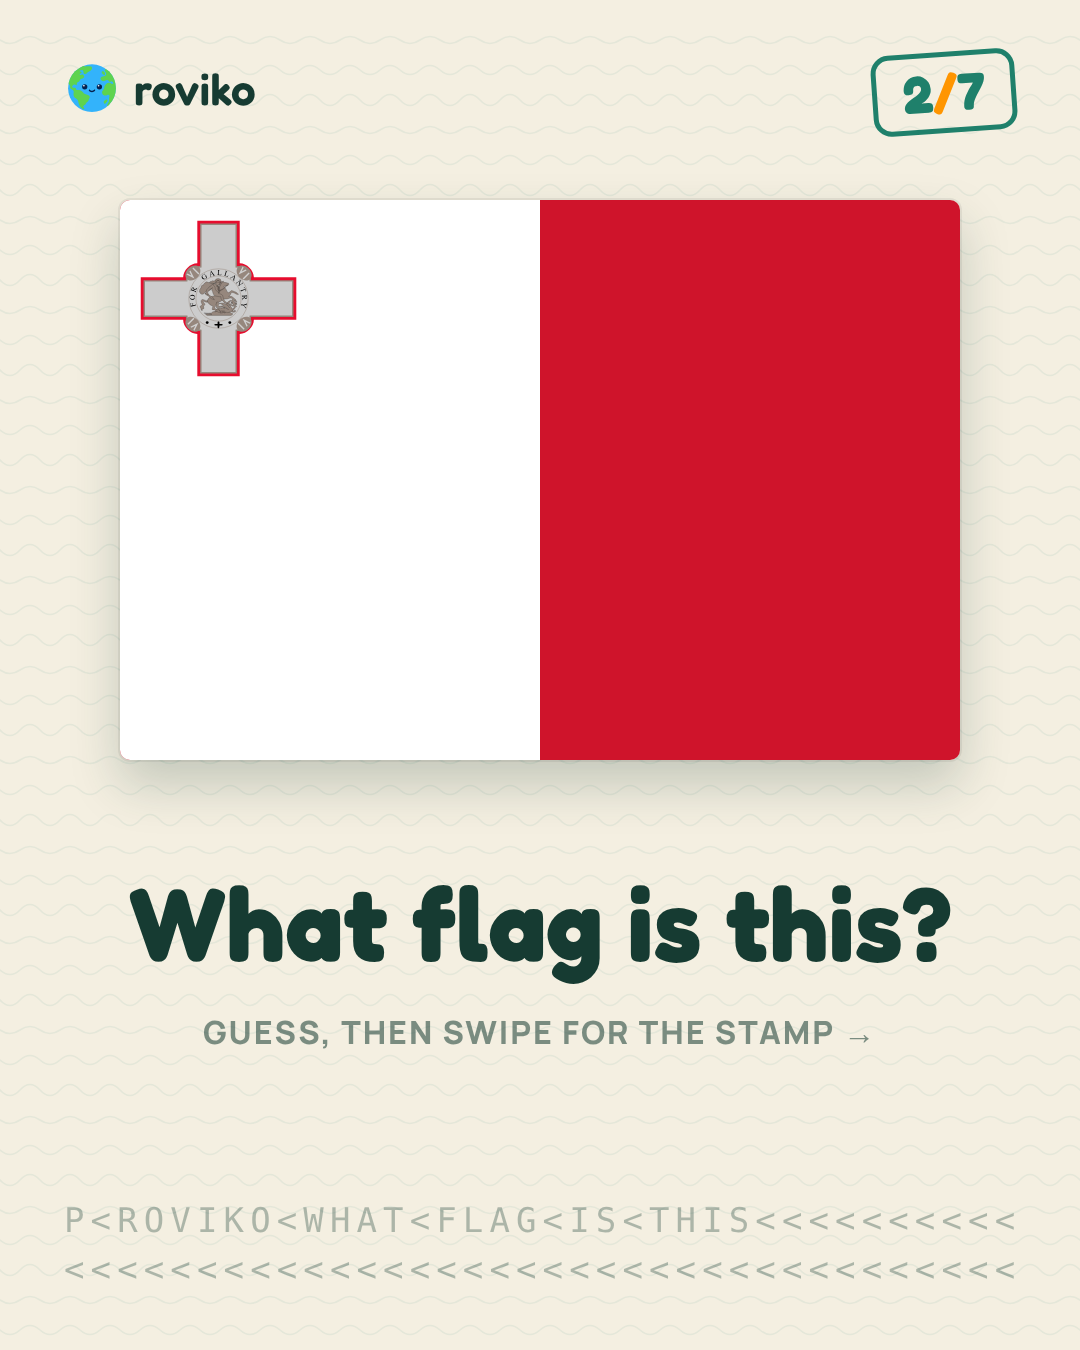 roviko
2/7
FOR GALLANTRY
What flag is this?
GUESS, THEN SWIPE FOR THE STAMP →
P<ROVIKO<WHAT<FLAG<IS<THIS<<<<<<<<<<
<<<<<<<<<<<<<<<<<<<<<<<<<<<<<<<<<<<<